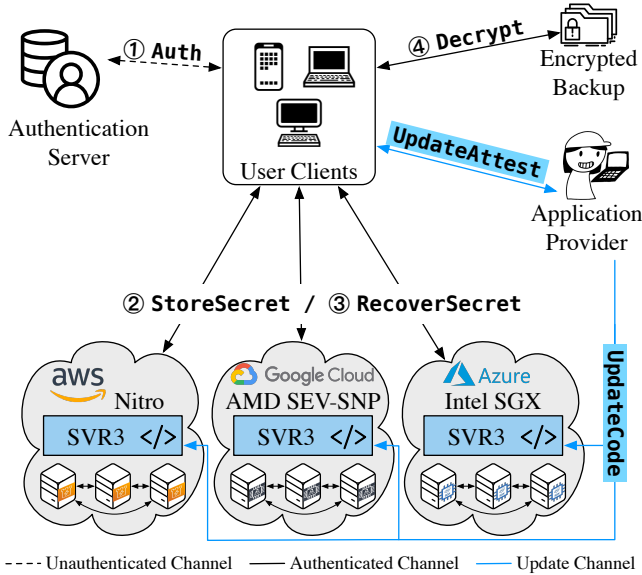 ① Auth
④ Decrypt
Authentication
Server
User Clients
Encrypted
Backup
UpdateAttest
Application
Provider
② StoreSecret / ③ RecoverSecret
aws
Nitro
SVR3 </>
Google Cloud
AMD SEV-SNP
SVR3 </>
Azure
Intel SGX
SVR3 </>
UpdateCode
Unauthenticated Channel
Authenticated Channel
Update Channel